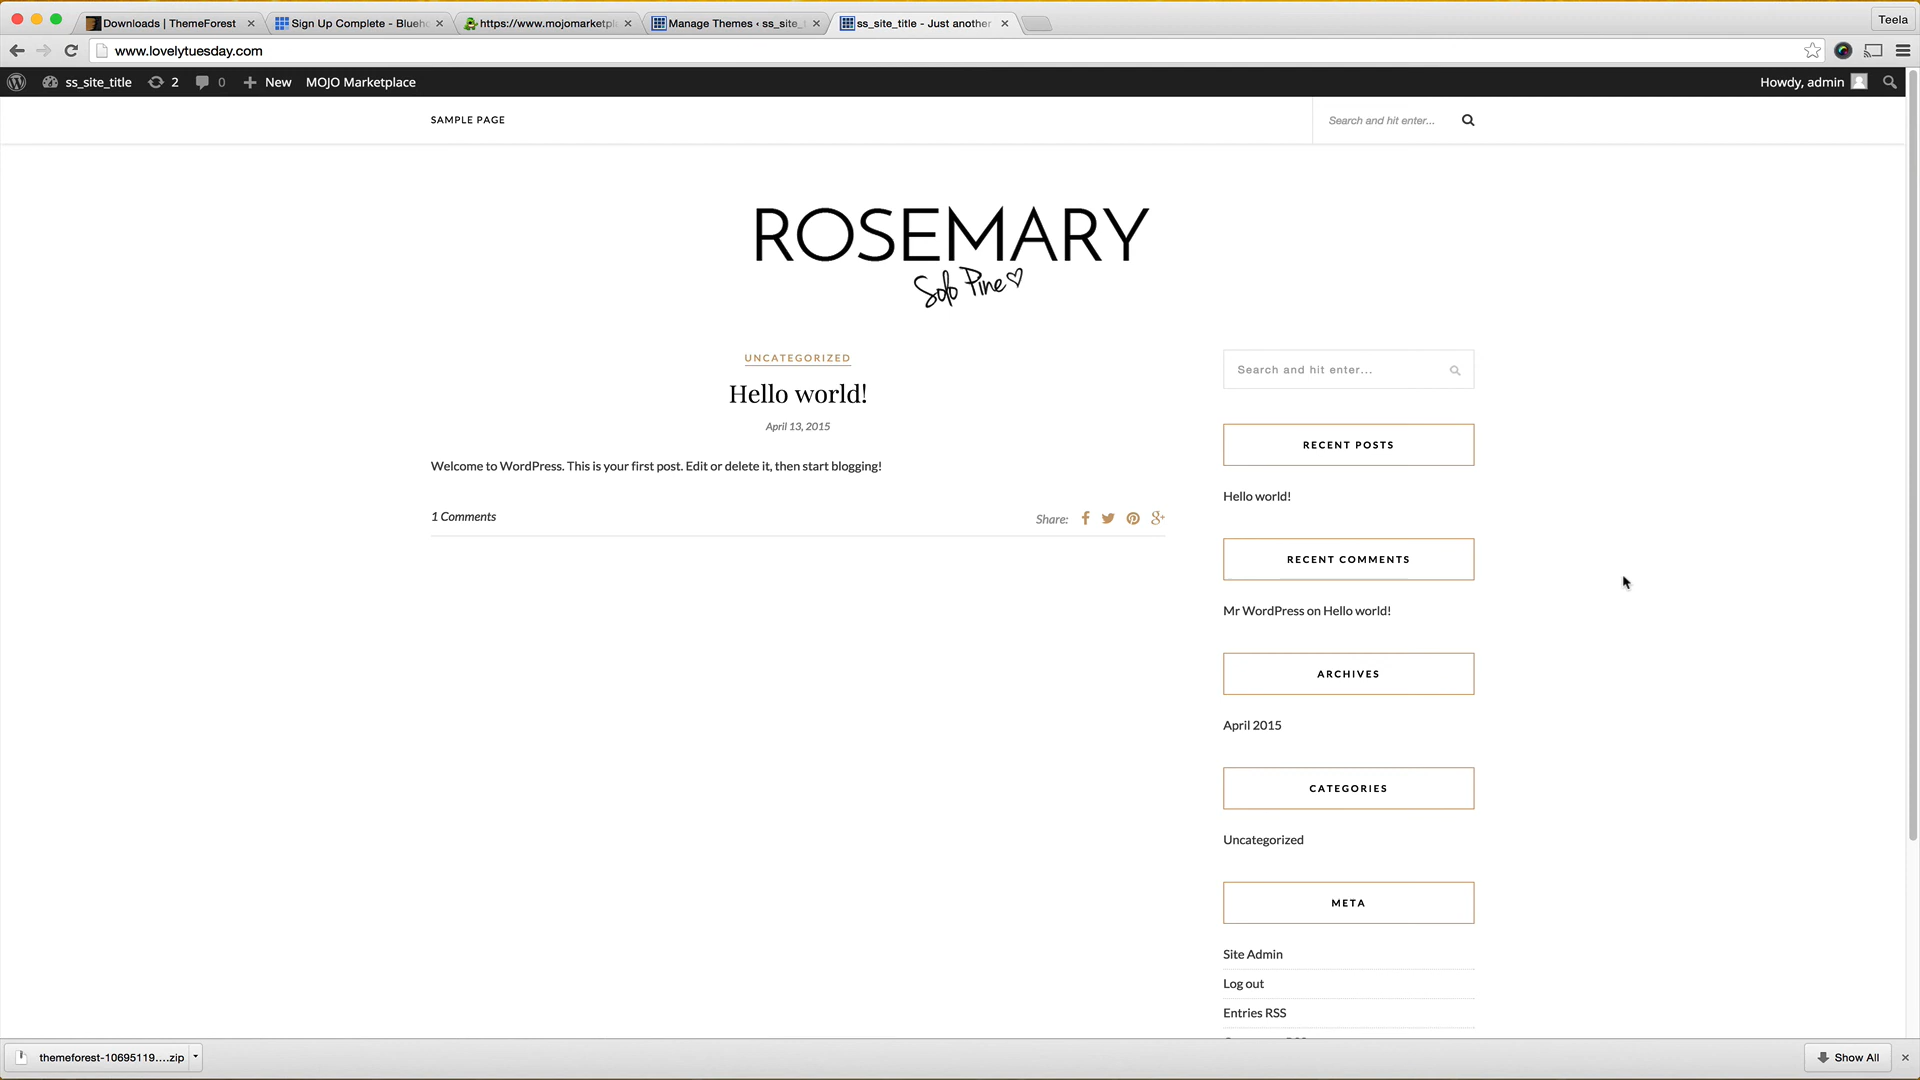 Downloads | ThemeForest
Sign Up Complete - Blueho
https://www.mojomarketpl
Manage Themes ‹ ss_site_t
ss_site_title - Just another
Teela
www.lovelytuesday.com
ss_site_title 2 0 New MOJO Marketplace
Howdy, admin
SAMPLE PAGE
Search and hit enter...
ROSEMARY
Solo Pine
UNCATEGORIZED
Hello world!
April 13, 2015
Welcome to WordPress. This is your first post. Edit or delete it, then start blogging!
1 Comments
Share:
Search and hit enter...
RECENT POSTS
Hello world!
RECENT COMMENTS
Mr WordPress on Hello world!
ARCHIVES
April 2015
CATEGORIES
Uncategorized
META
Site Admin
Log out
Entries RSS
themeforest-10695119....zip
Show All